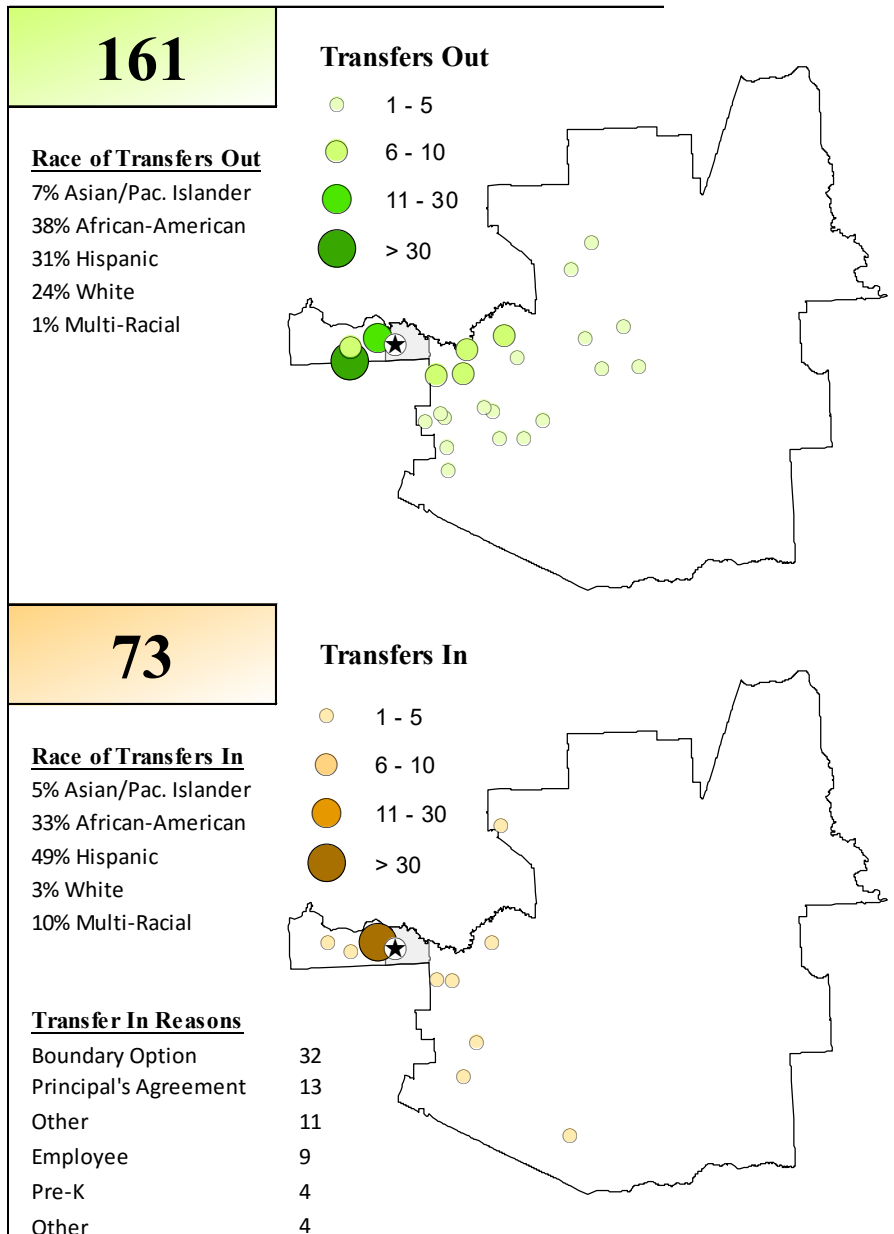 161
Transfers Out
1 - 5
6 - 10
11 - 30
> 30
Race of Transfers Out
7% Asian/Pac. Islander
38% African-American
31% Hispanic
24% White
1% Multi-Racial
73
Transfers In
1 - 5
6 - 10
11 - 30
> 30
Race of Transfers In
5% Asian/Pac. Islander
33% African-American
49% Hispanic
3% White
10% Multi-Racial
Transfer In Reasons
Boundary Option 32
Principal's Agreement 13
Other 11
Employee 9
Pre-K 4
Other 4